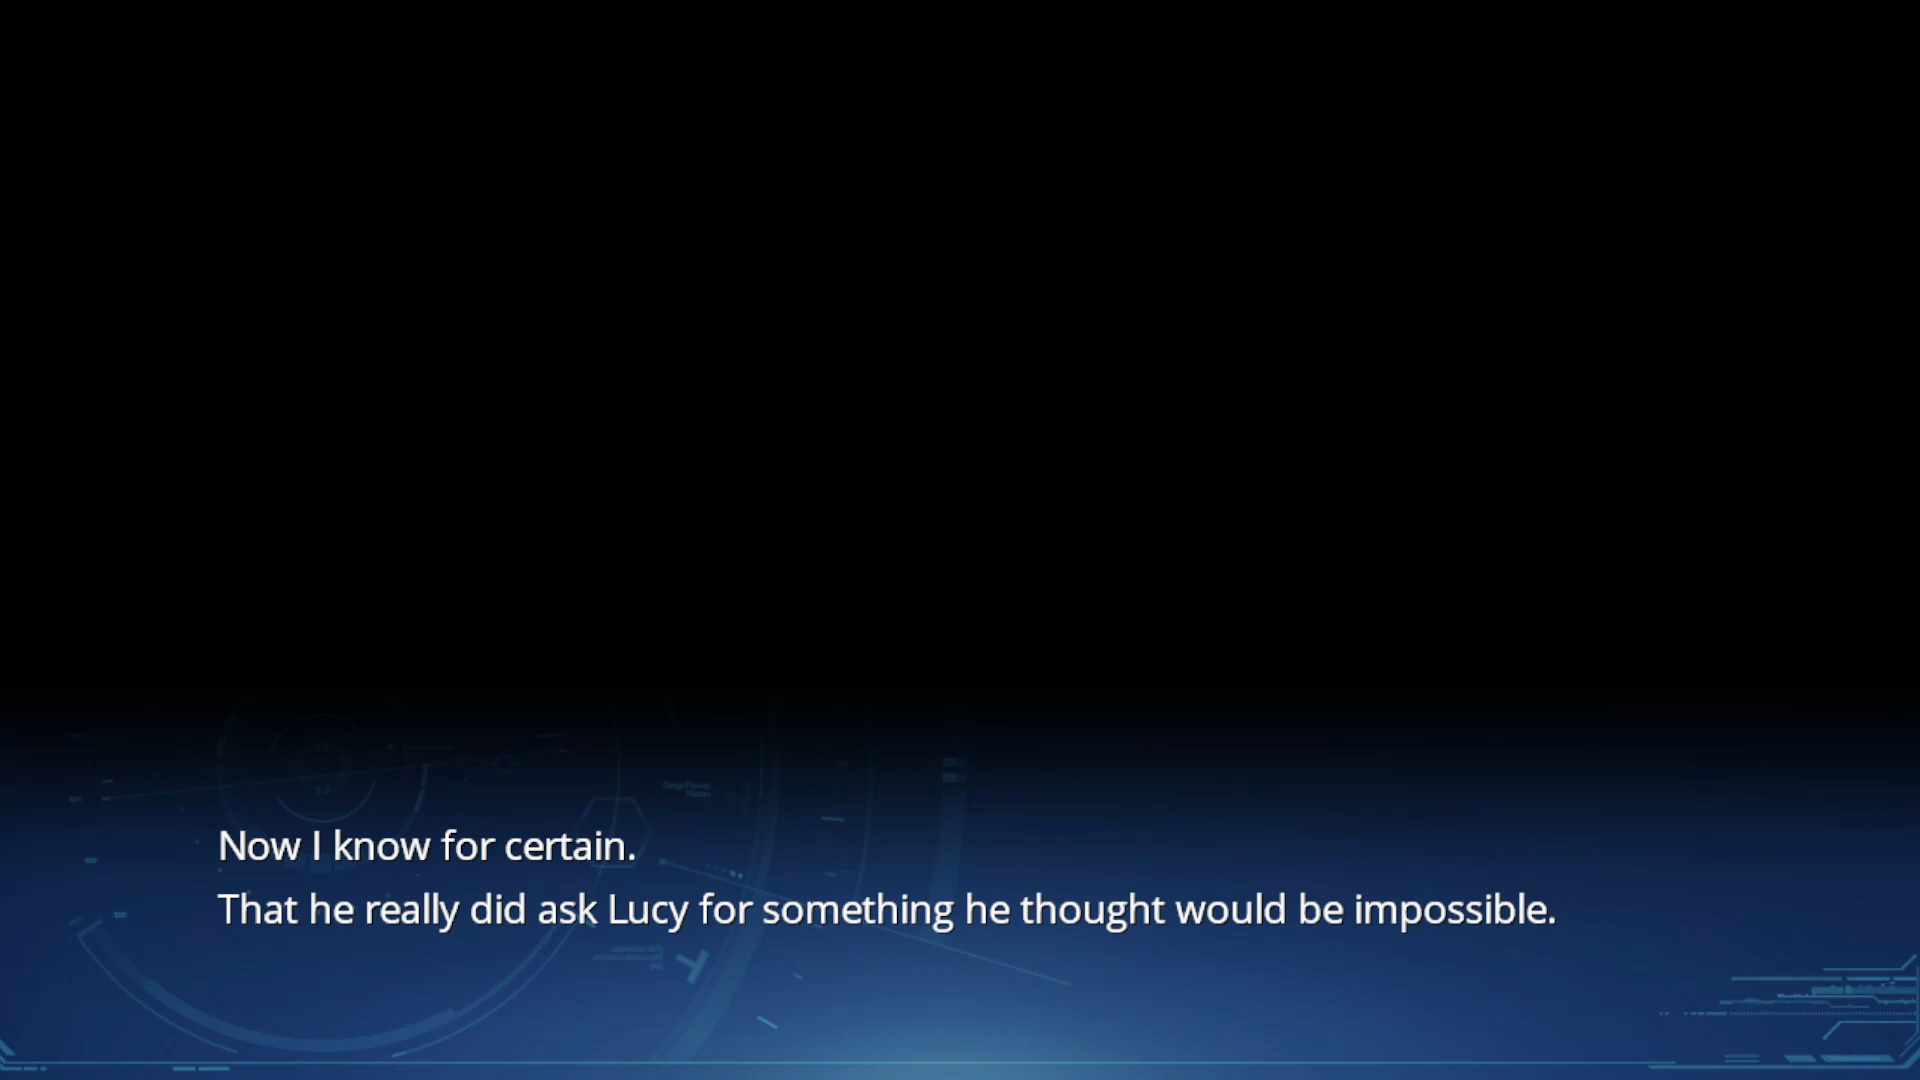 Now I know for certain.
That he really did ask Lucy for something he thought would be impossible.